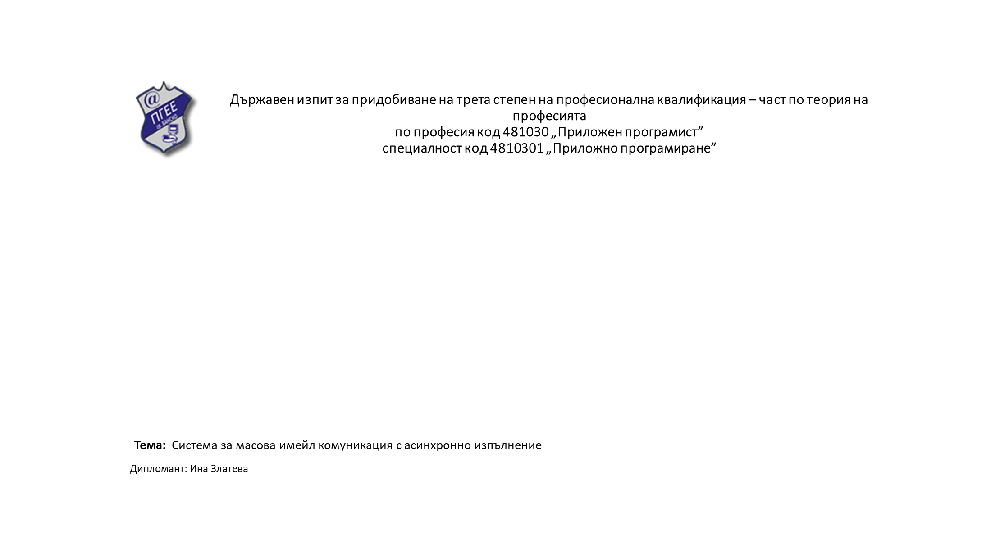 @
ПГЕЕ
гр. БАНСКО
Държавен изпит за придобиване на трета степен на професионална квалификация – част по теория на
професията
по професия код 481030 „Приложен програмист”
специалност код 4810301 „Приложно програмиране”
Тема: Система за масова имейл комуникация с асинхронно изпълнение
Дипломант: Ина Златева